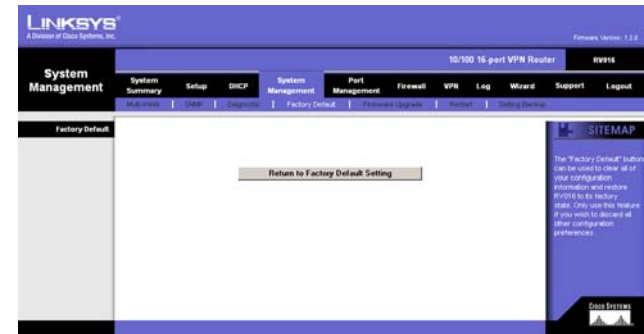 LINKSYS®
A Division of Cisco Systems, Inc.
Firmware Version: 1.2.0
10/100 16-port VPN Router
RV016
System Management
System Summary
Setup
DHCP
System Management
Port Management
Firewall
VPN
Log
Wizard
Support
Logout
Multi-WAN | SNMP | Diagnostic | Factory Default | Firmware Upgrade | Restart | Setting Backup
Factory Default
Return to Factory Default Setting
SITEMAP
The "Factory Default" button
can be used to clear all of
your configuration
information and restore
RV016 to its factory
state. Only use this feature
if you wish to discard all
other configuration
preferences.
CISCO SYSTEMS